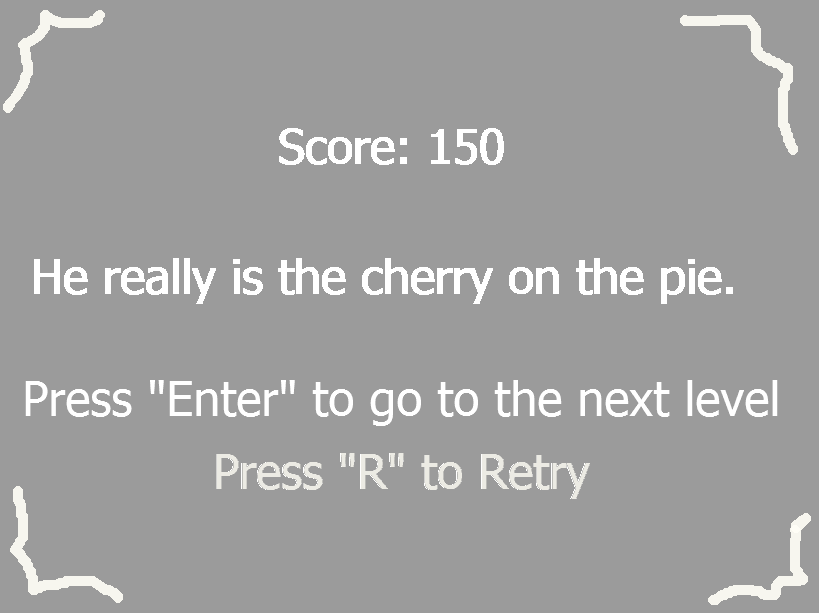 Score: 150
He really is the cherry on the pie.
Press "Enter" to go to the next level
Press "R" to Retry